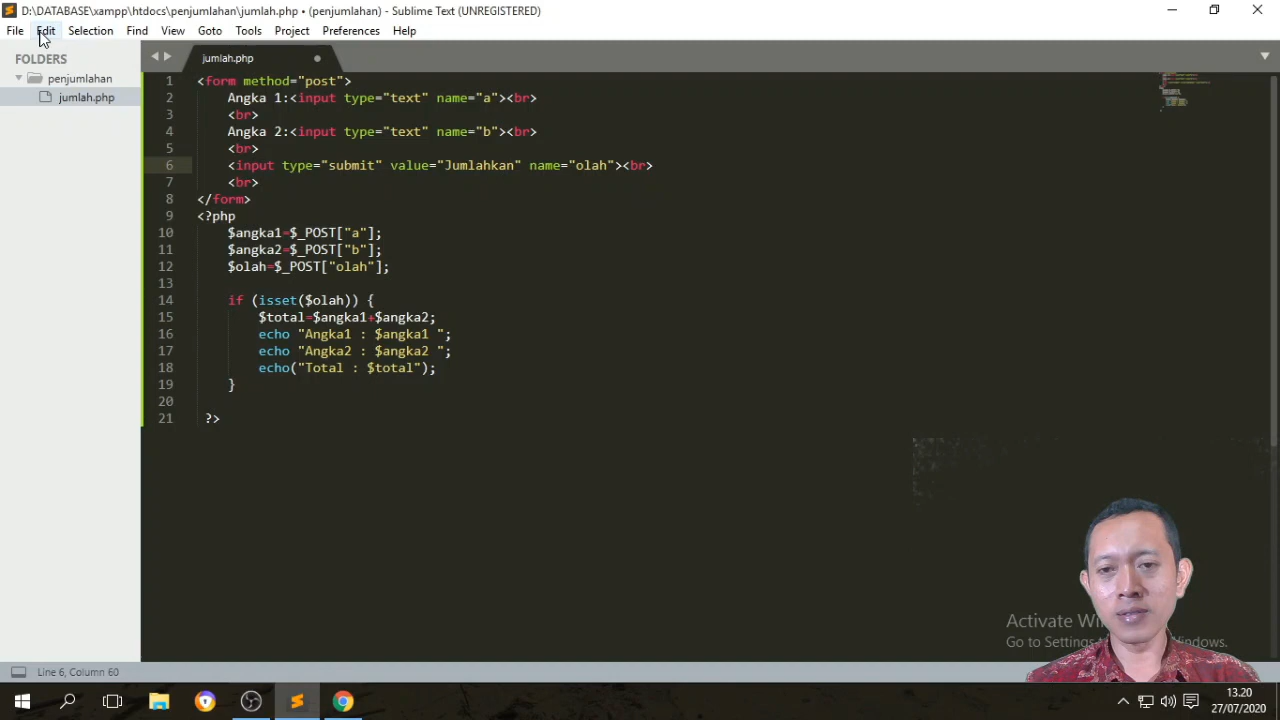 D:\DATABASE\xampp\htdocs\penjumlahan\jumlah.php • (penjumlahan) - Sublime Text (UNREGISTERED)
File Edit Selection Find View Goto Tools Project Preferences Help
FOLDERS
penjumlahan
jumlah.php
jumlah.php
1 <form method="post">
2 Angka 1:<input type="text" name="a"><br>
3 <br>
4 Angka 2:<input type="text" name="b"><br>
5 <br>
6 <input type="submit" value="Jumlahkan" name="olah"><br>
7 <br>
8 </form>
9 <?php
10 $angka1=$_POST["a"];
11 $angka2=$_POST["b"];
12 $olah=$_POST["olah"];
13
14 if (isset($olah)) {
15 $total=$angka1+$angka2;
16 echo "Angka1 : $angka1 ";
17 echo "Angka2 : $angka2 ";
18 echo("Total : $total");
19 }
20
21 ?>
Activate
Go to Settings
Line 6, Column 60
13.20
27/07/2020